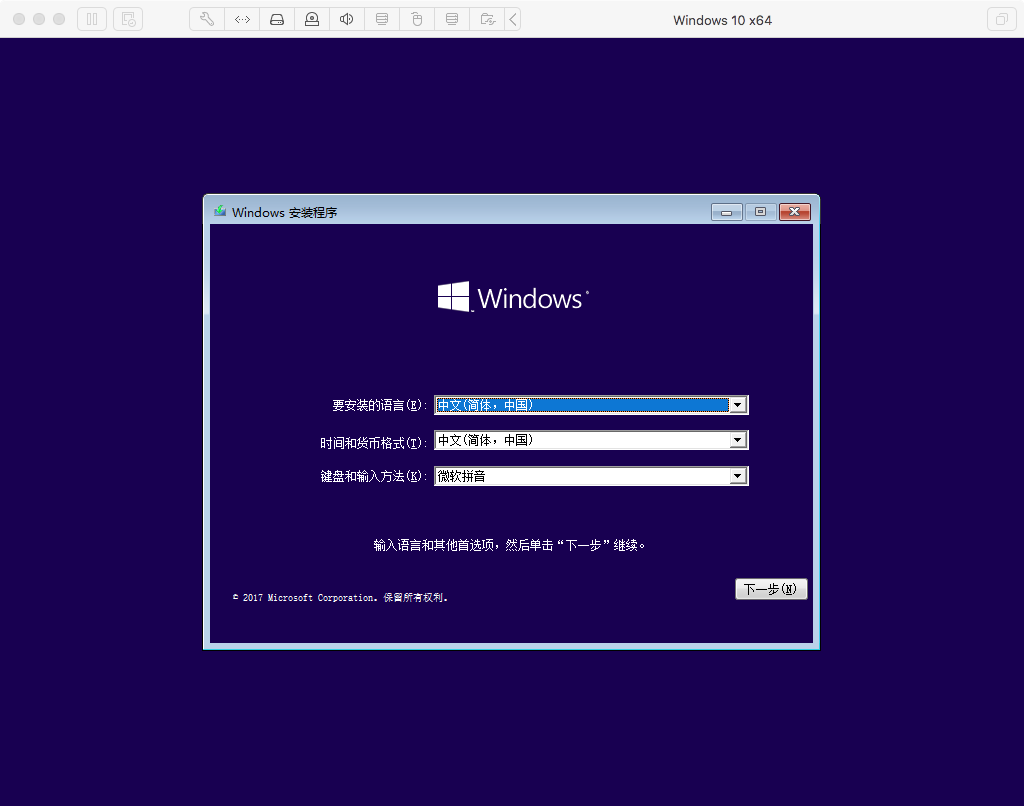 Windows 10 x64
Windows 安装程序
Windows
要安装的语言(E): 中文(简体，中国)
时间和货币格式(T): 中文(简体，中国)
键盘和输入方法(K): 微软拼音
输入语言和其他首选项，然后单击“下一步”继续。
下一步(N)
© 2017 Microsoft Corporation。保留所有权利。